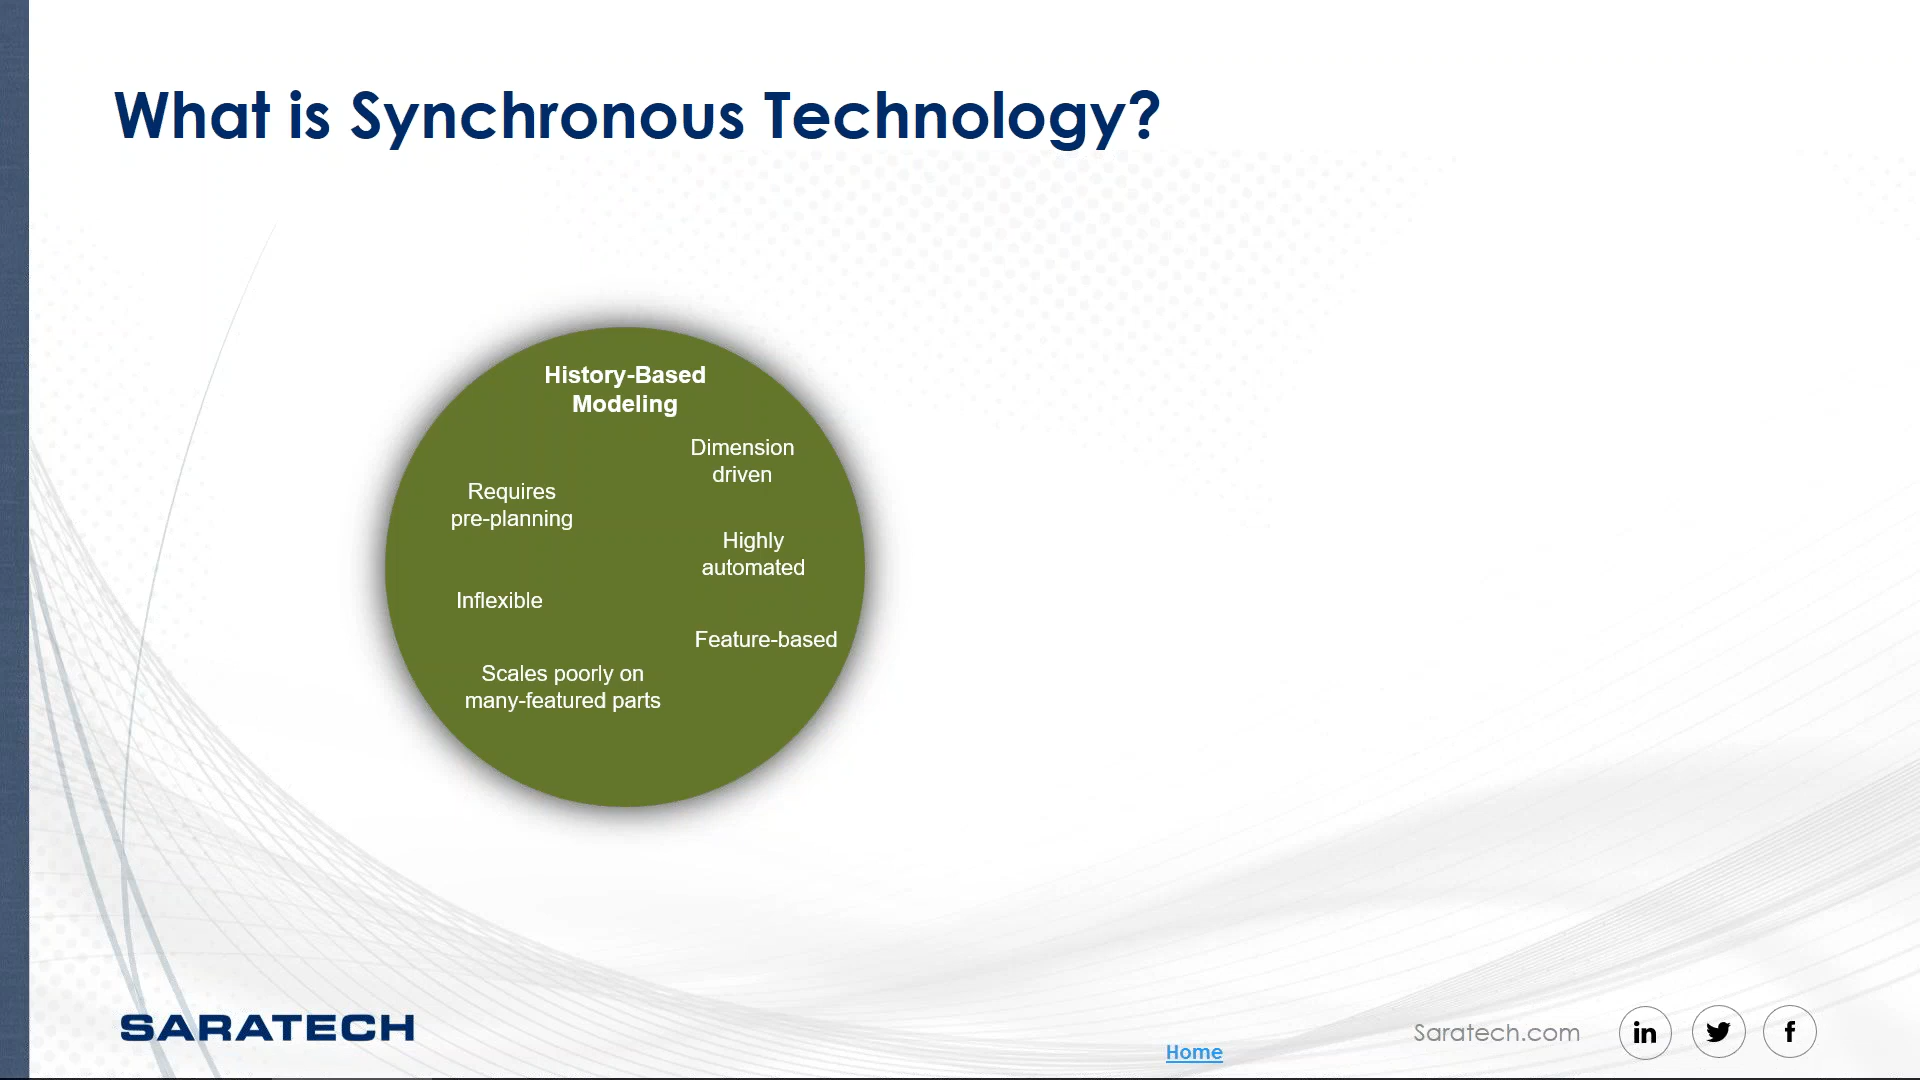 What is Synchronous Technology?
History-Based
Modeling
Dimension
driven
Requires
pre-planning
Highly
automated
Inflexible
Feature-based
Scales poorly on
many-featured parts
SARATECH
Home
Saratech.com
in
f